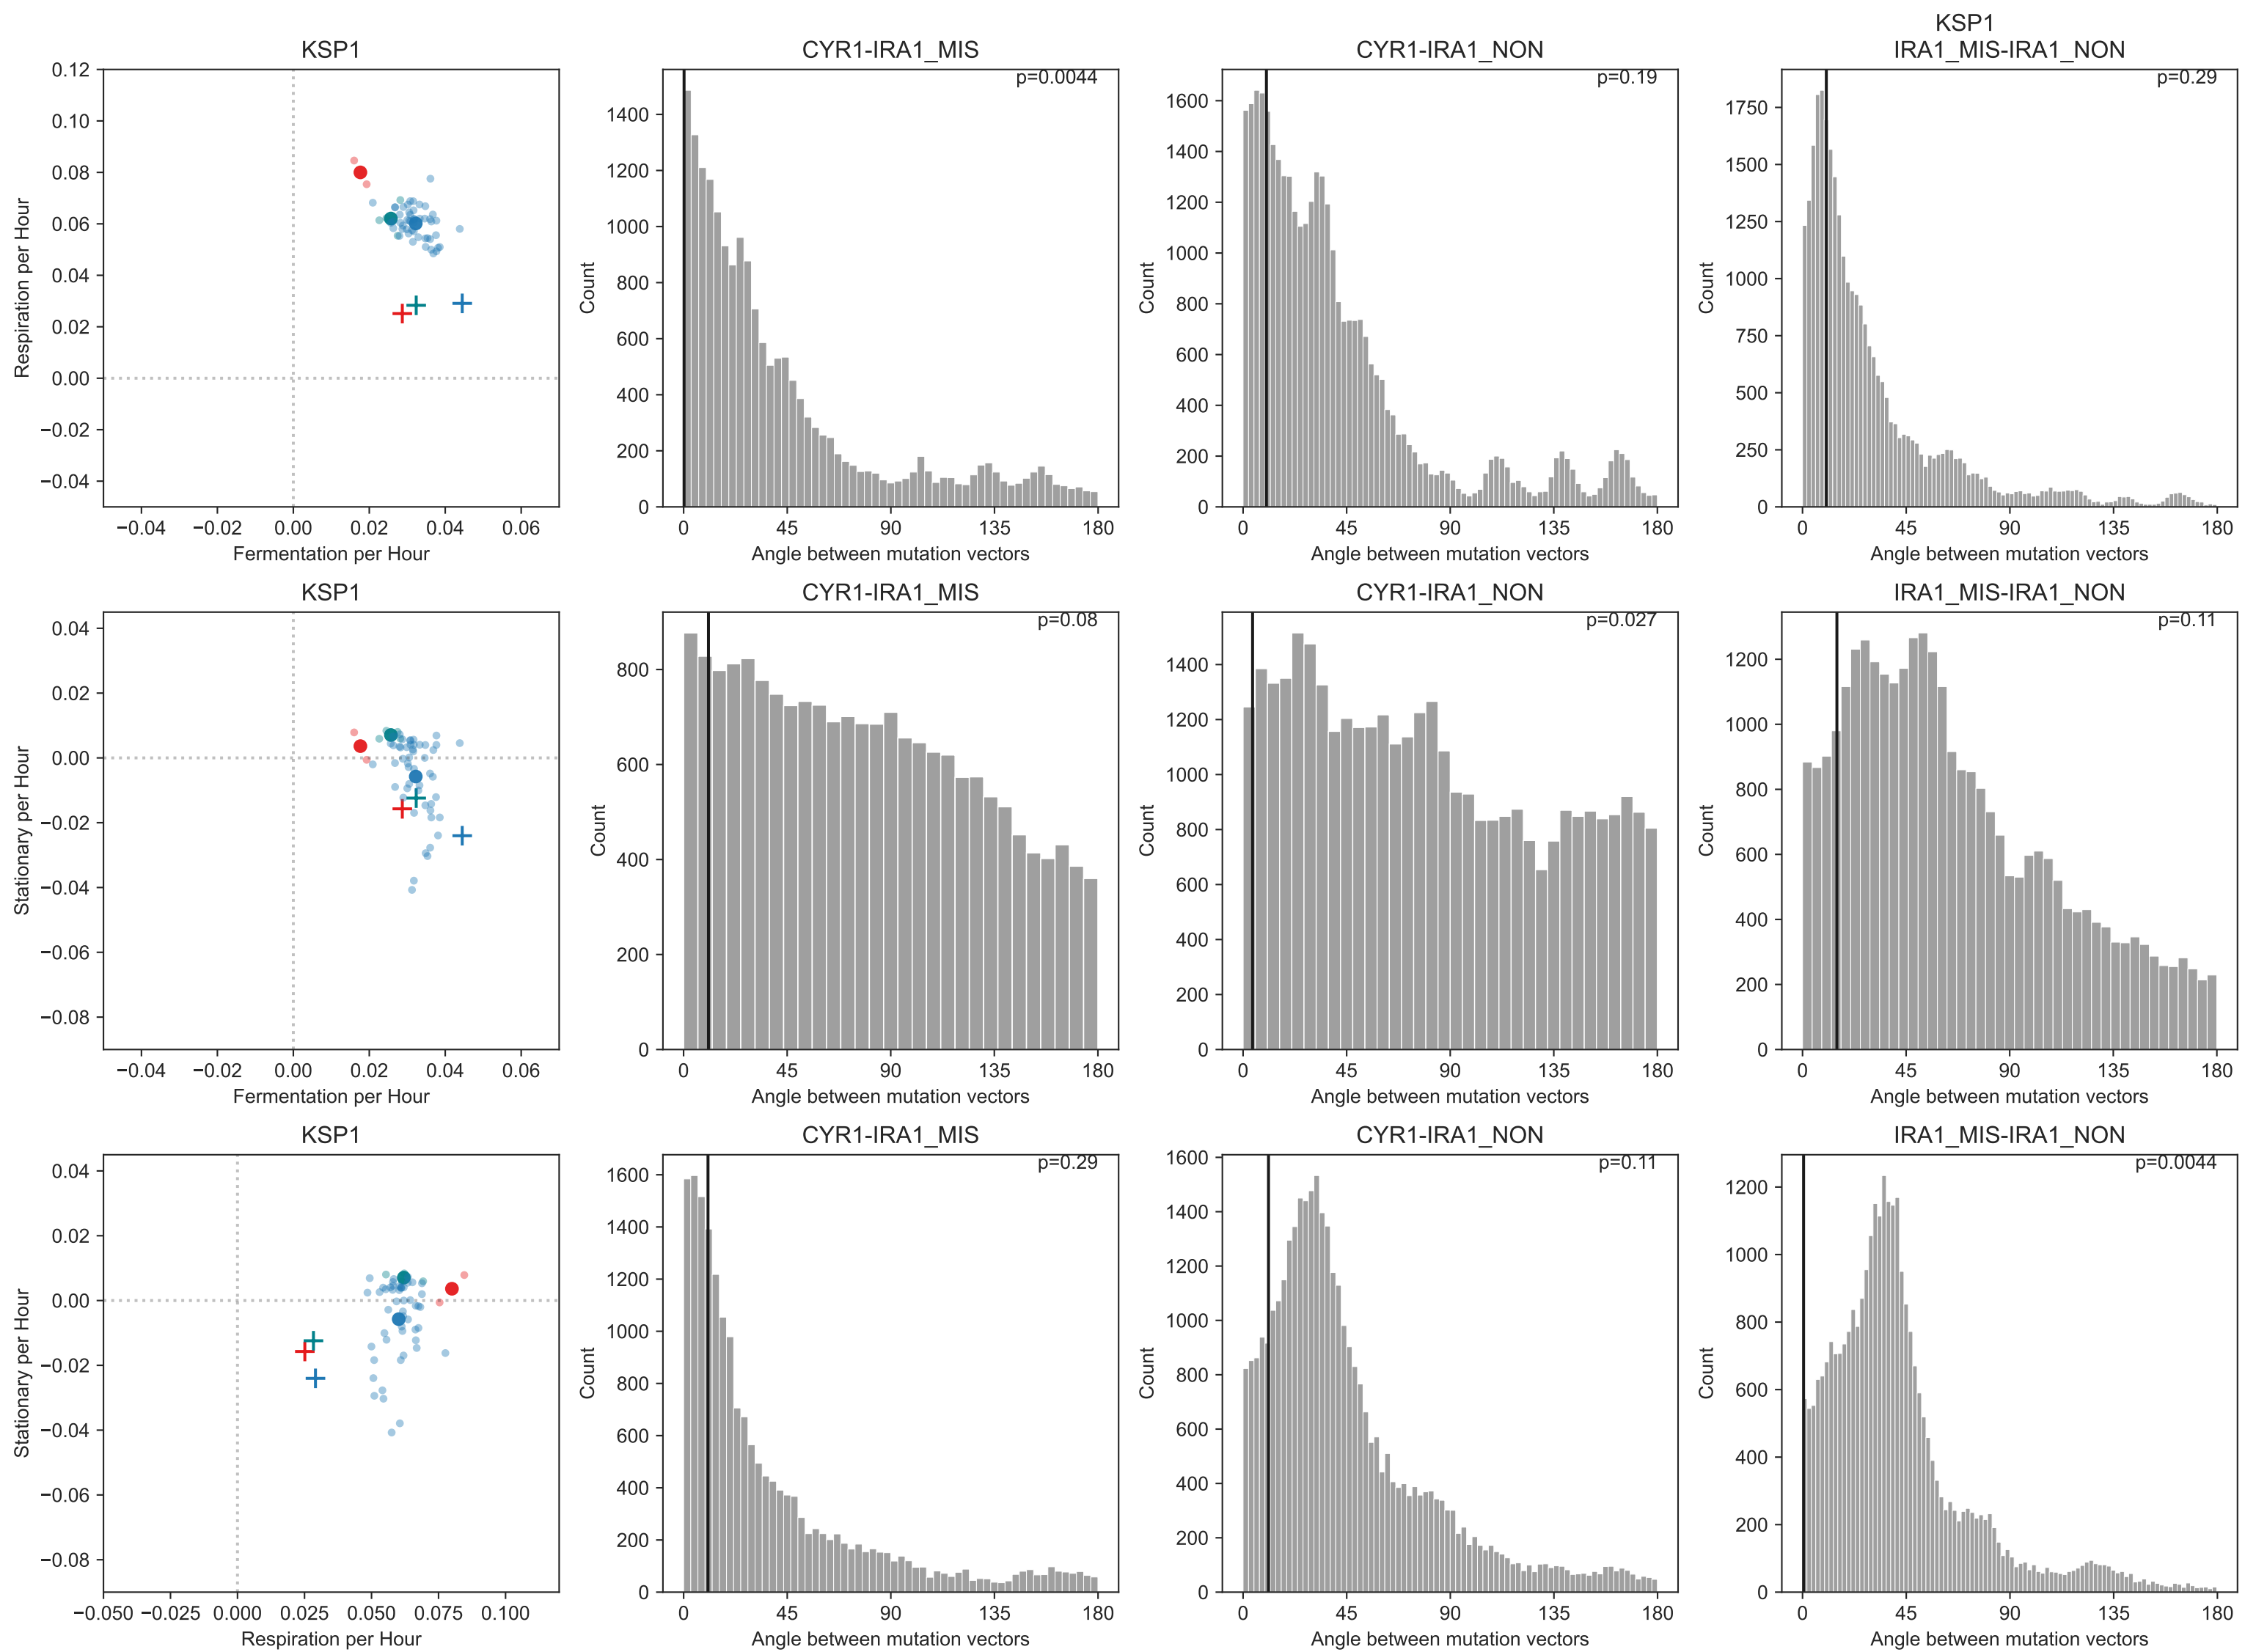 KSP1
KSP1
CYR1-IRA1_MIS
CYR1-IRA1_NON
IRA1_MIS-IRA1_NON
0.12
0.10
0.08
0.06
0.04
0.02
0.00
−0.02
−0.04
Respiration per Hour
−0.04 −0.02 0.00 0.02 0.04 0.06
Fermentation per Hour
p=0.0044
1400
1200
1000
800
600
400
200
0
Count
0 45 90 135 180
Angle between mutation vectors
p=0.19
1600
1400
1200
1000
800
600
400
200
0
Count
0 45 90 135 180
Angle between mutation vectors
p=0.29
1750
1500
1250
1000
750
500
250
0
Count
0 45 90 135 180
Angle between mutation vectors
KSP1
CYR1-IRA1_MIS
CYR1-IRA1_NON
IRA1_MIS-IRA1_NON
0.04
0.02
0.00
−0.02
−0.04
−0.06
−0.08
Stationary per Hour
−0.04 −0.02 0.00 0.02 0.04 0.06
Fermentation per Hour
p=0.08
800
600
400
200
0
Count
0 45 90 135 180
Angle between mutation vectors
p=0.027
1400
1200
1000
800
600
400
200
0
Count
0 45 90 135 180
Angle between mutation vectors
p=0.11
1200
1000
800
600
400
200
0
Count
0 45 90 135 180
Angle between mutation vectors
KSP1
CYR1-IRA1_MIS
CYR1-IRA1_NON
IRA1_MIS-IRA1_NON
0.04
0.02
0.00
−0.02
−0.04
−0.06
−0.08
Stationary per Hour
−0.050 −0.025 0.000 0.025 0.050 0.075 0.100
Respiration per Hour
p=0.29
1600
1400
1200
1000
800
600
400
200
0
Count
0 45 90 135 180
Angle between mutation vectors
p=0.11
1600
1400
1200
1000
800
600
400
200
0
Count
0 45 90 135 180
Angle between mutation vectors
p=0.0044
1200
1000
800
600
400
200
0
Count
0 45 90 135 180
Angle between mutation vectors